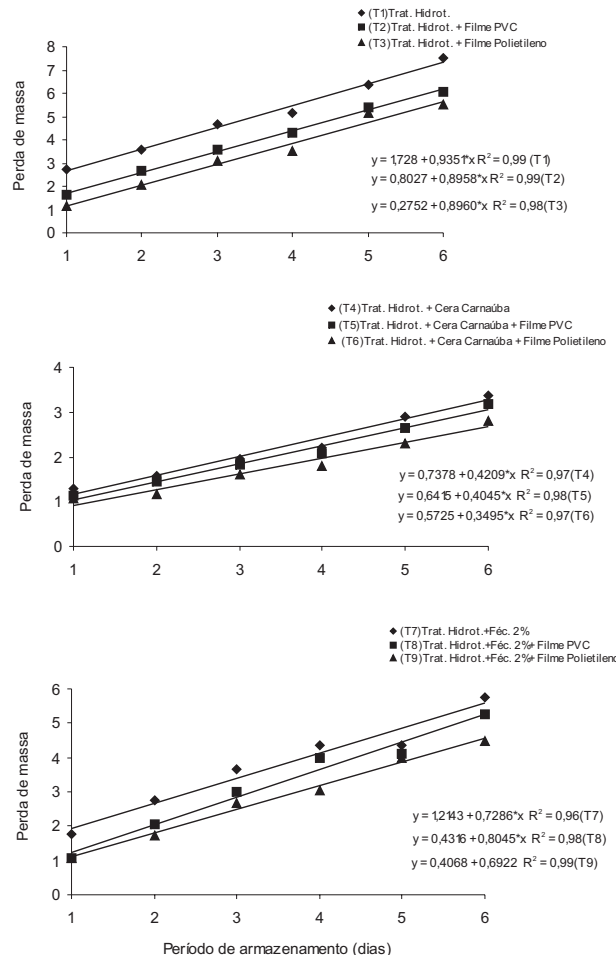 (T1)Trat. Hidrot.
(T2)Trat. Hidrot. + Filme PVC
(T3)Trat. Hidrot. + Filme Polietileno
Perda de massa
8
7
6
5
4
3
2
1
0
y = 1,728 + 0,9351*x R² = 0,99 (T1)
y = 0,8027 + 0,8958*x R² = 0,99(T2)
y = 0,2752 + 0,8960*x R² = 0,98(T3)
1 2 3 4 5 6
(T4)Trat. Hidrot. + Cera Carnaúba
(T5)Trat. Hidrot. + Cera Carnaúba + Filme PVC
(T6)Trat. Hidrot. + Cera Carnaúba + Filme Polietileno
Perda de massa
4
3
2
1
0
y = 0,7378 + 0,4209*x R² = 0,97(T4)
y = 0,6415 + 0,4045*x R² = 0,98(T5)
y = 0,5725 + 0,3495*x R² = 0,97(T6)
1 2 3 4 5 6
(T7)Trat. Hidrot.+Féc. 2%
(T8)Trat. Hidrot.+Féc. 2%+ Filme PVC
(T9)Trat. Hidrot.+Féc. 2%+ Filme Polietileno
Perda de massa
6
5
4
3
2
1
0
y = 1,2143 + 0,7286*x R² = 0,96(T7)
y = 0,4316 + 0,8045*x R² = 0,98(T8)
y = 0,4068 + 0,6922 R² = 0,99(T9)
1 2 3 4 5 6
Período de armazenamento (dias)